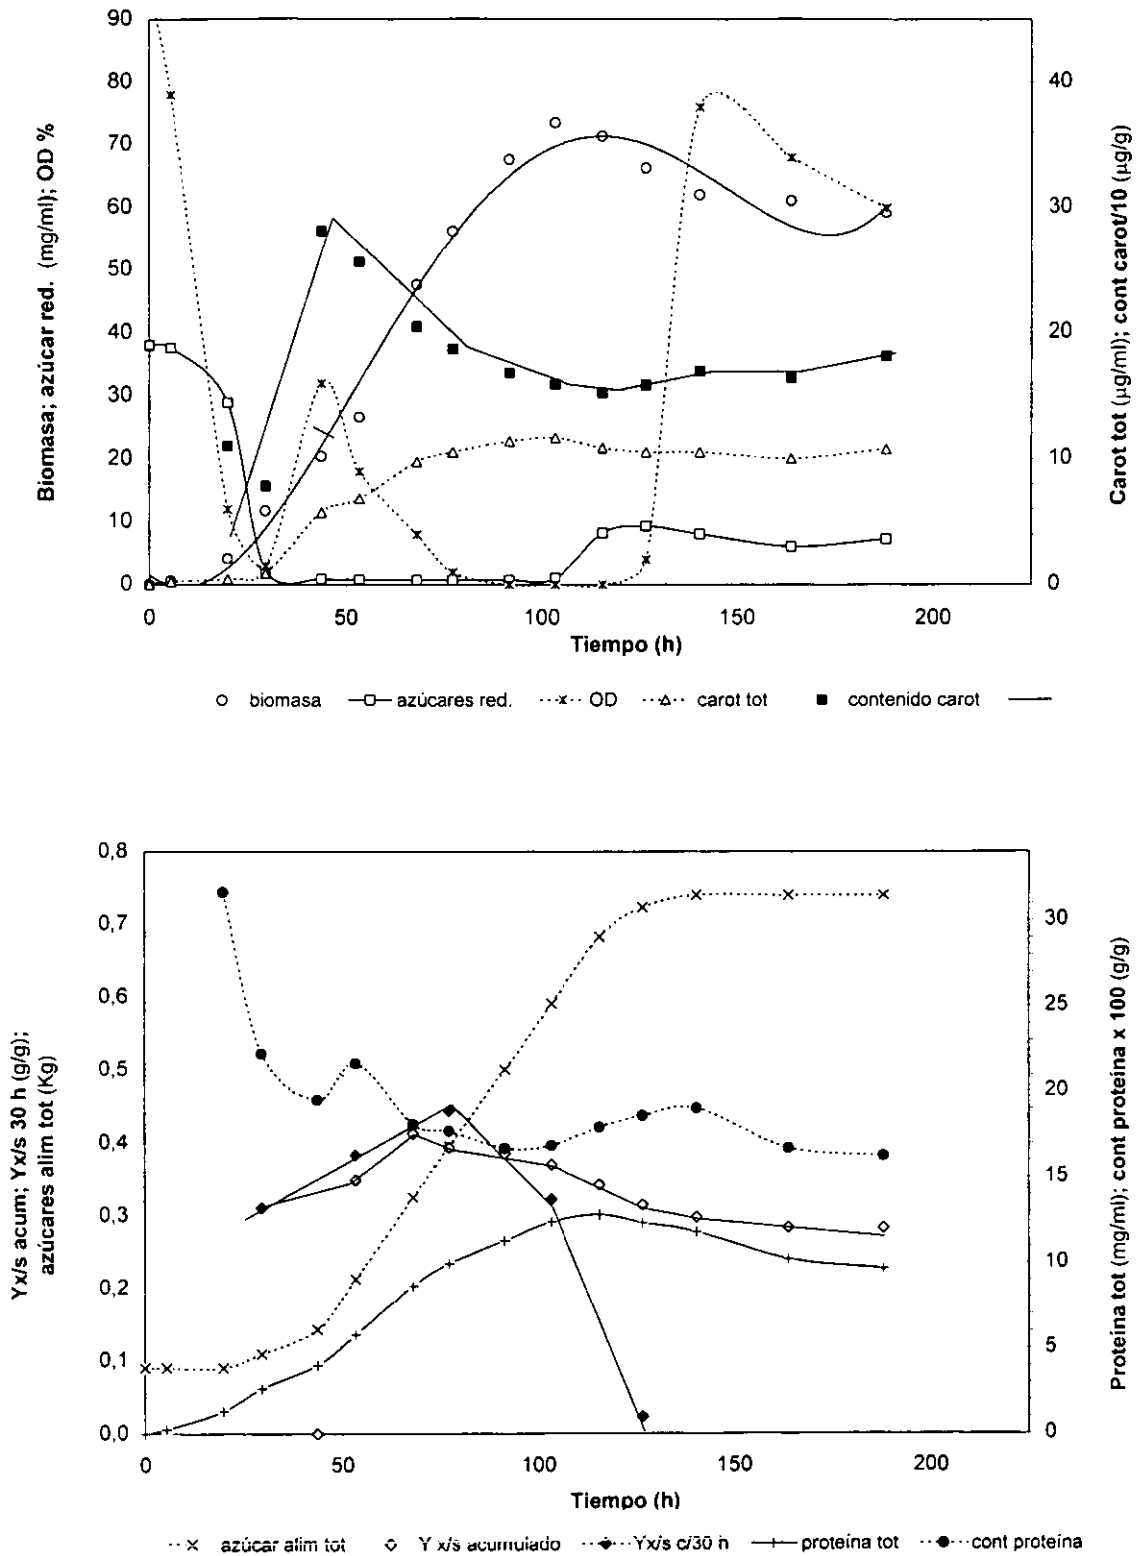 90
80
70
60
50
40
30
20
10
0
Biomasa; azúcar red. (mg/ml); OD %
40
30
20
10
0
Carot tot (µg/ml); cont carot/10 (µg/g)
0 50 100 150 200
Tiempo (h)
biomasa azúcares red. OD carot tot contenido carot
0,8
0,7
0,6
0,5
0,4
0,3
0,2
0,1
0,0
Yx/s acum; Yx/s 30 h (g/g);
azúcares alim tot (Kg)
30
25
20
15
10
5
0
Proteína tot (mg/ml); cont proteína x 100 (g/g)
0 50 100 150 200
Tiempo (h)
azúcar alim tot Y x/s acumulado Yx/s c/30 h proteína tot cont proteína